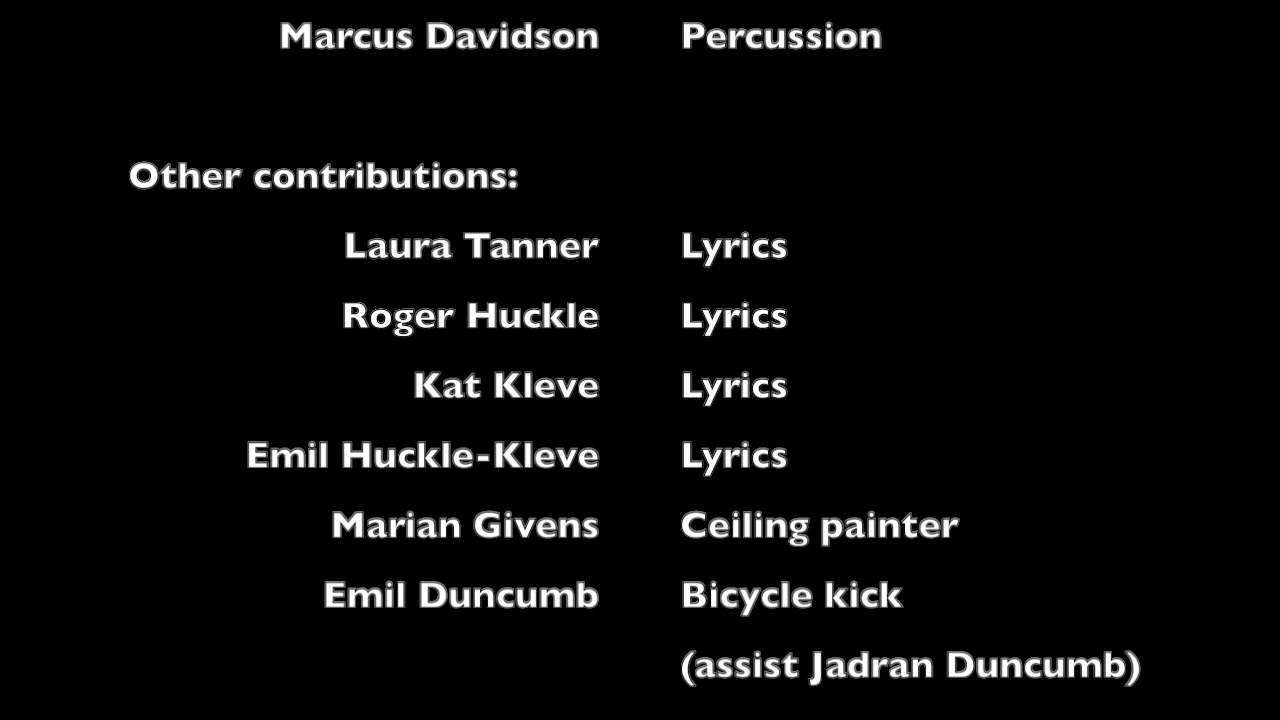 Marcus Davidson Percussion
Other contributions:
Laura Tanner Lyrics
Roger Huckle Lyrics
Kat Kleve Lyrics
Emil Huckle-Kleve Lyrics
Marian Givens Ceiling painter
Emil Duncumb Bicycle kick
(assist Jadran Duncumb)